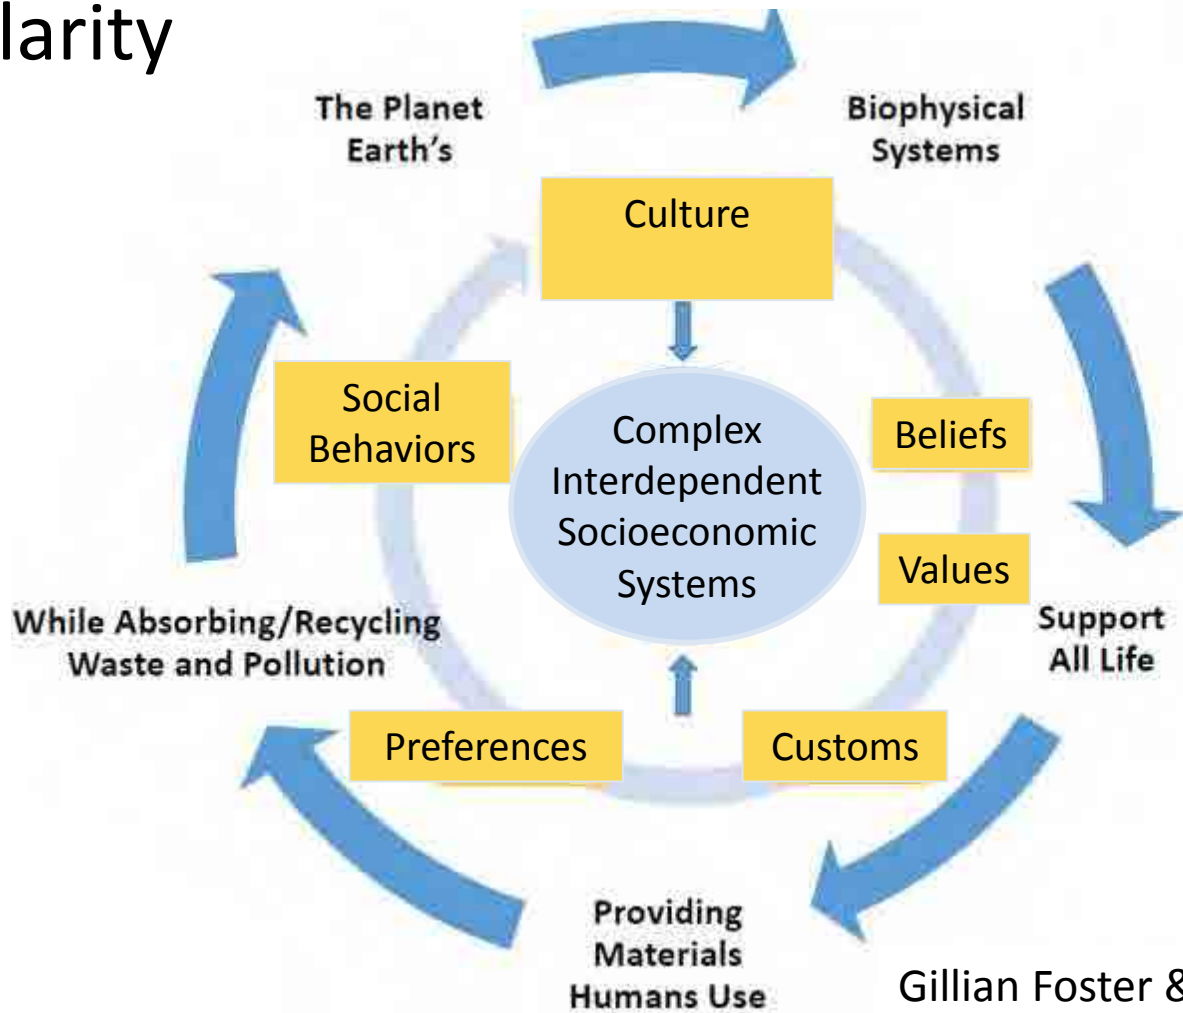 larity
The Planet
Earth's
Biophysical
Systems
Culture
Social
Behaviors
Complex
Interdependent
Socioeconomic
Systems
Beliefs
Values
While Absorbing/Recycling
Waste and Pollution
Support
All Life
Preferences
Customs
Providing
Materials
Humans Use
Gillian Foster &